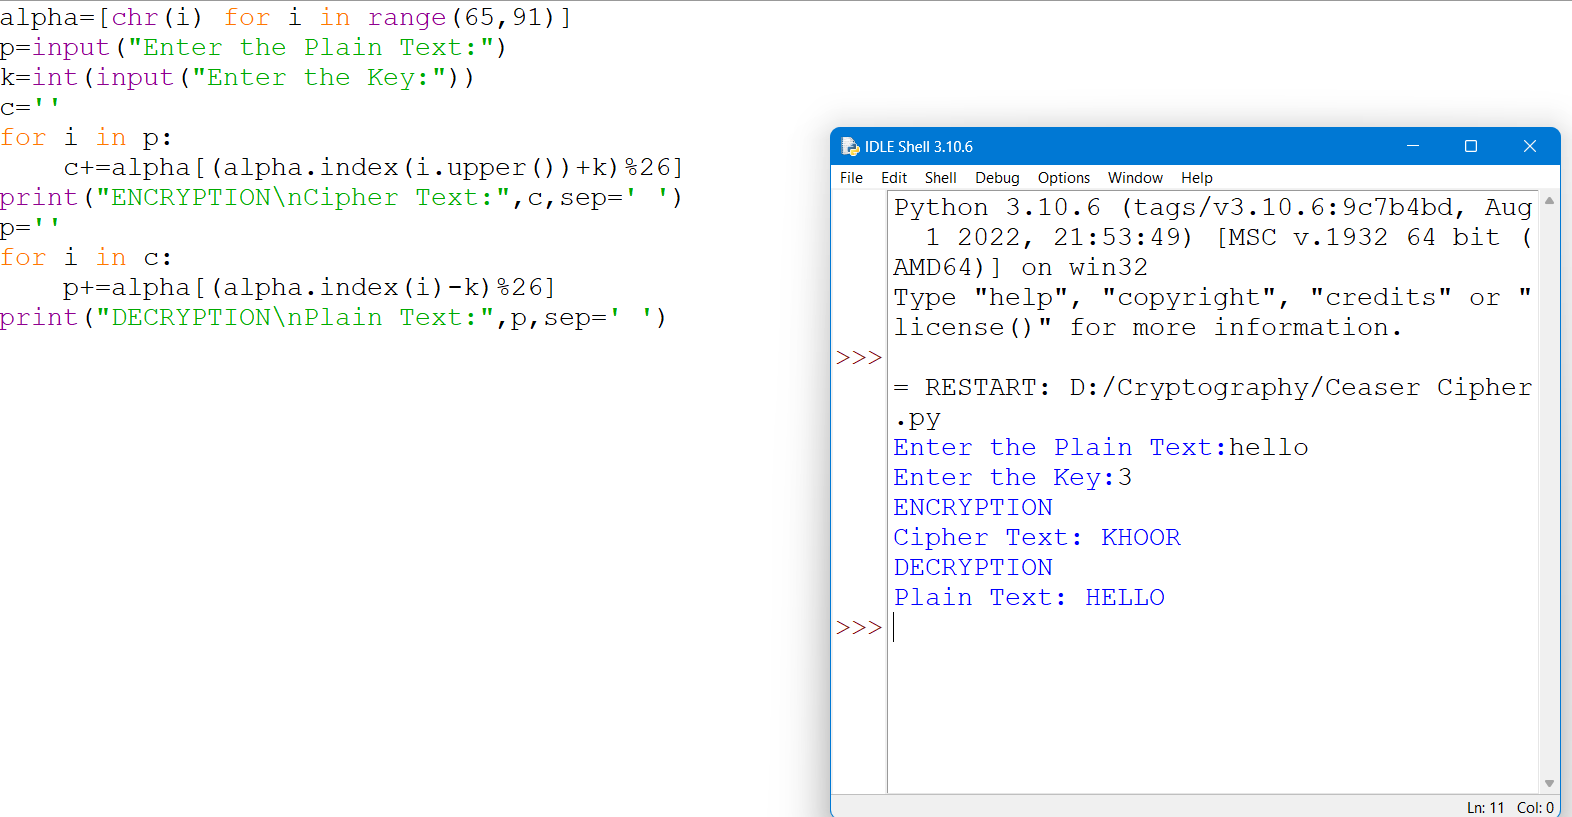 alpha=[chr(i) for i in range(65,91)]
p=input("Enter the Plain Text:")
k=int(input("Enter the Key:"))
c=''
for i in p:
    c+=alpha[(alpha.index(i.upper())+k)%26]
print("ENCRYPTION\nCipher Text:",c,sep=' ')
p=''
for i in c:
    p+=alpha[(alpha.index(i)-k)%26]
print("DECRYPTION\nPlain Text:",p,sep=' ')
IDLE Shell 3.10.6
File Edit Shell Debug Options Window Help
Python 3.10.6 (tags/v3.10.6:9c7b4bd, Aug
  1 2022, 21:53:49) [MSC v.1932 64 bit (
AMD64)] on win32
Type "help", "copyright", "credits" or "
license()" for more information.
>>>
= RESTART: D:/Cryptography/Ceaser Cipher
.py
Enter the Plain Text:hello
Enter the Key:3
ENCRYPTION
Cipher Text: KHOOR
DECRYPTION
Plain Text: HELLO
>>>
Ln: 11 Col: 0